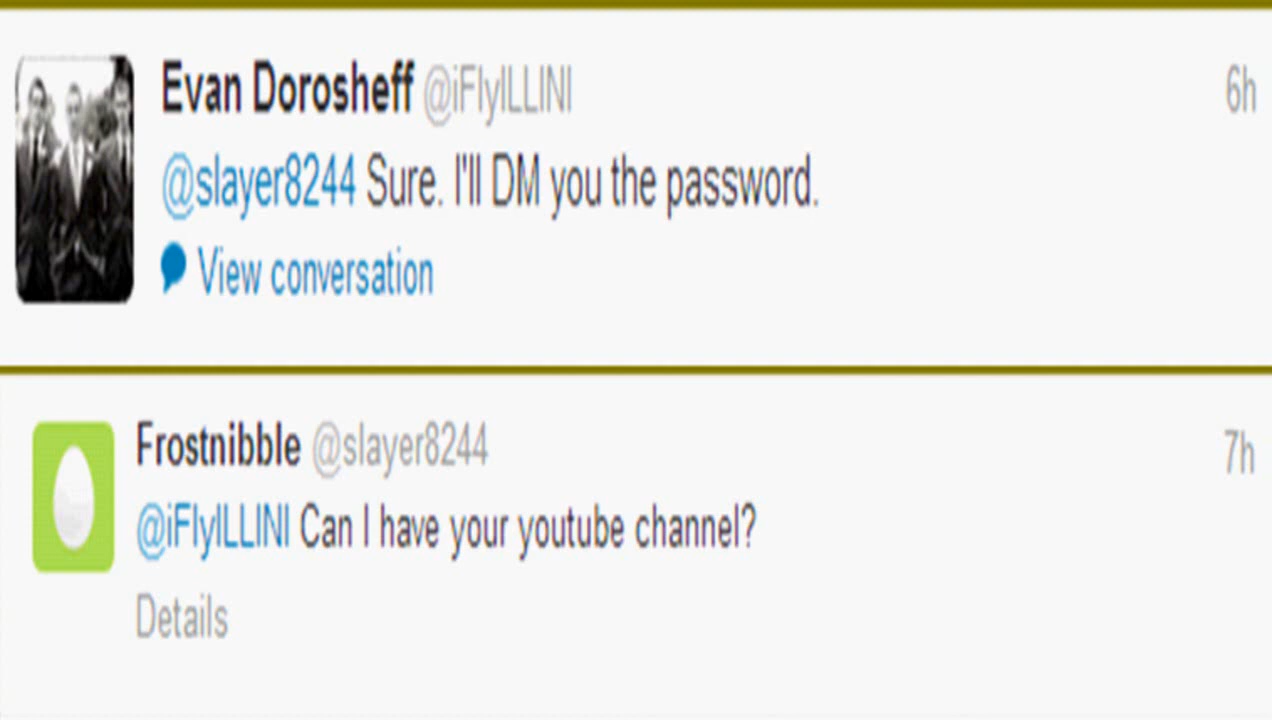 Evan Dorosheff @iFlyILLINI 6h
@slayer8244 Sure. I'll DM you the password.
View conversation
Frostnibble @slayer8244 7h
@iFlyILLINI Can I have your youtube channel?
Details